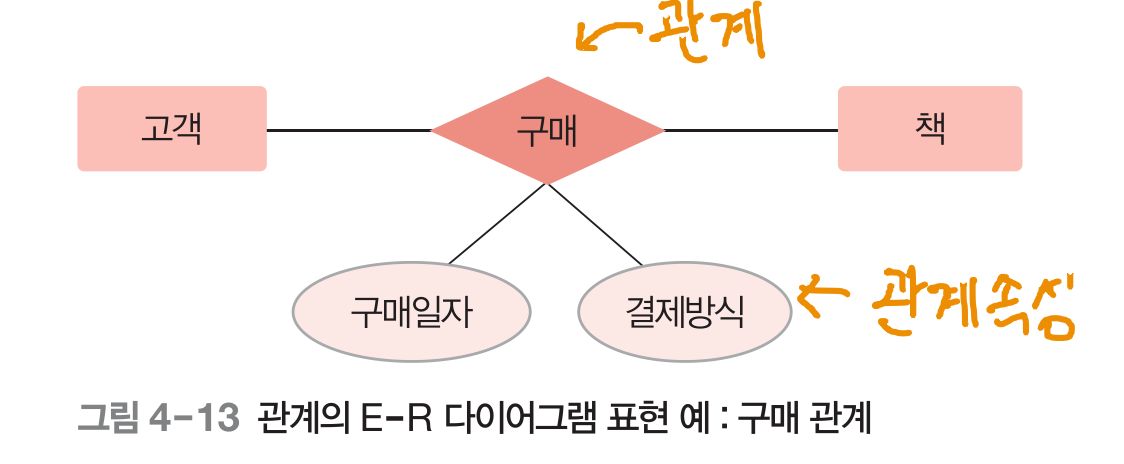 관계
고객
구매
책
구매일자
결제방식
관계속성
그림 4-13 관계의 E-R 다이어그램 표현 예 : 구매 관계